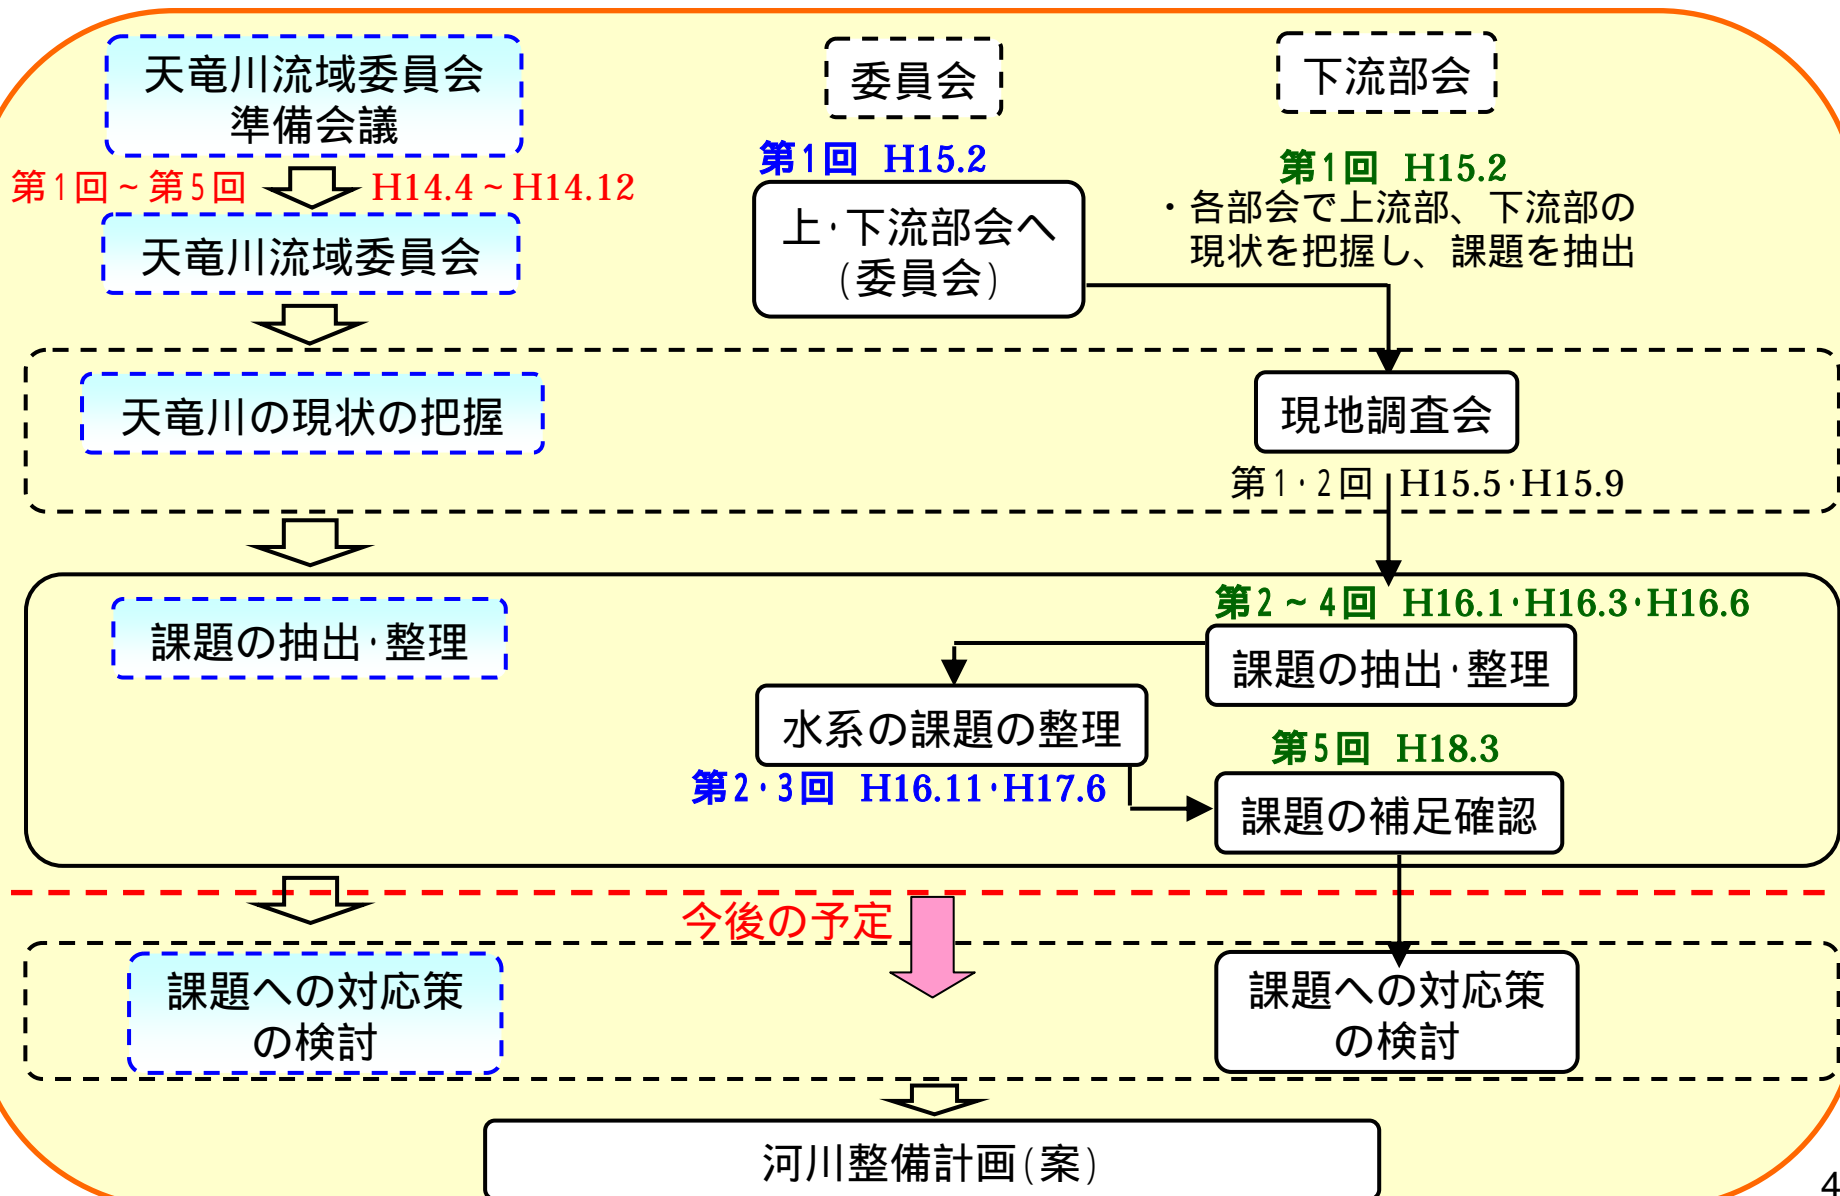 天竜川流域委員会
準備会議
委員会
下流部会
第1回～第5回 H14.4～H14.12
第1回 H15.2
第1回 H15.2
・各部会で上流部、下流部の
現状を把握し、課題を抽出
天竜川流域委員会
上・下流部会へ
(委員会)
天竜川の現状の把握
現地調査会
第1・2回 H15.5・H15.9
課題の抽出・整理
第2～4回 H16.1・H16.3・H16.6
課題の抽出・整理
水系の課題の整理
第2・3回 H16.11・H17.6
第5回 H18.3
課題の補足確認
今後の予定
課題への対応策
の検討
課題への対応策
の検討
河川整備計画(案)
4